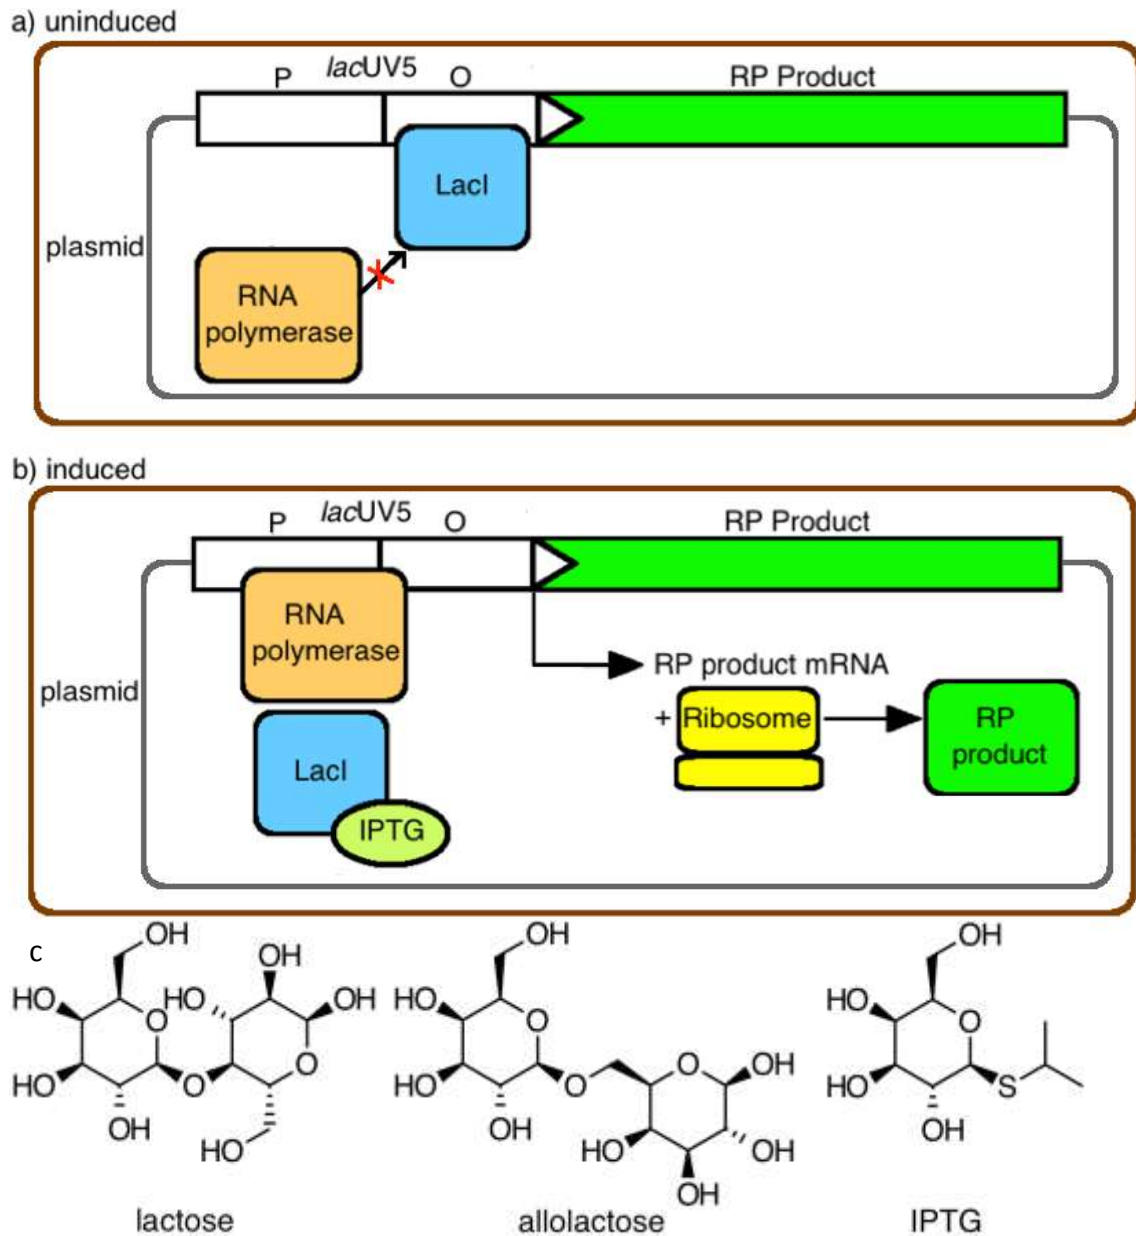 a) uninduced
P lacUV5 O RP Product
LacI
plasmid
RNA
polymerase
b) induced
P lacUV5 O RP Product
RNA
polymerase
RP product mRNA
plasmid
+ Ribosome
RP
product
LacI
IPTG
c
OH OH OH
OH
HO HO OH HO HO
O O O
O O OH
HO O HO O HO S
OH OH HO OH OH
HO
OH
lactose allolactose IPTG